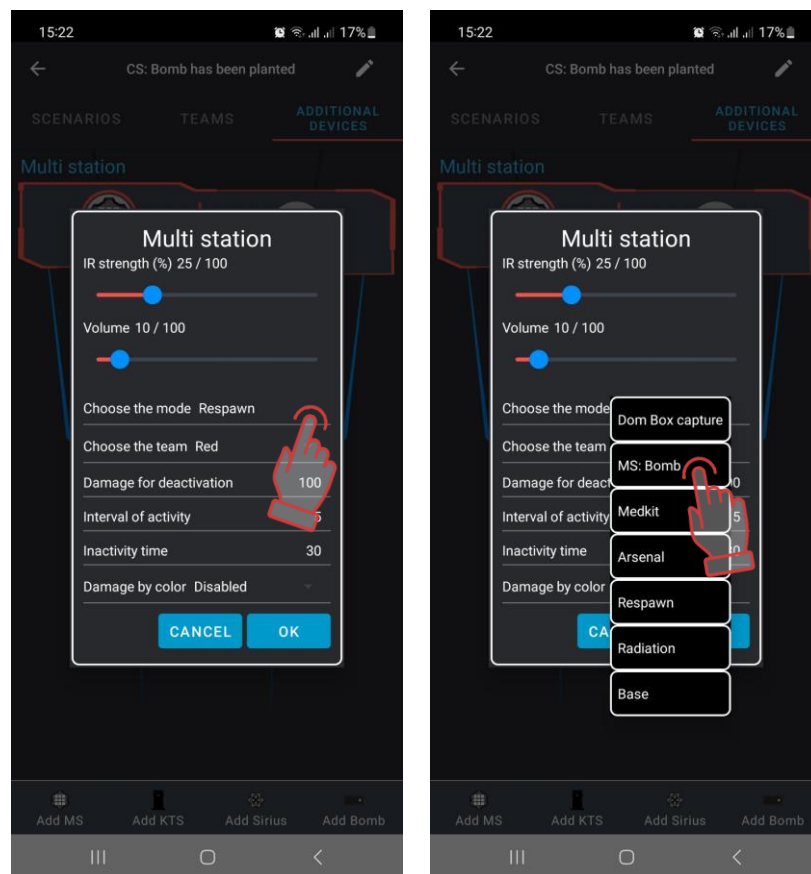 15:22
17%
CS: Bomb has been planted
SCENARIOS
TEAMS
ADDITIONAL
DEVICES
Multi station
Multi station
IR strength (%) 25 / 100
Volume 10 / 100
Choose the mode Respawn
Choose the team Red
Damage for deactivation 100
Interval of activity 5
Inactivity time 30
Damage by color Disabled
CANCEL
OK
Add MS
Add KTS
Add Sirius
Add Bomb
15:22
17%
CS: Bomb has been planted
SCENARIOS
TEAMS
ADDITIONAL
DEVICES
Multi station
Multi station
IR strength (%) 25 / 100
Volume 10 / 100
Choose the mode
Dom Box capture
Choose the team
MS: Bomb
Damage for deact
0
Medkit
Interval of activity
5
Inactivity time
0
Arsenal
Damage by color
Respawn
CA
Radiation
Base
Add MS
Add KTS
Add Sirius
Add Bomb